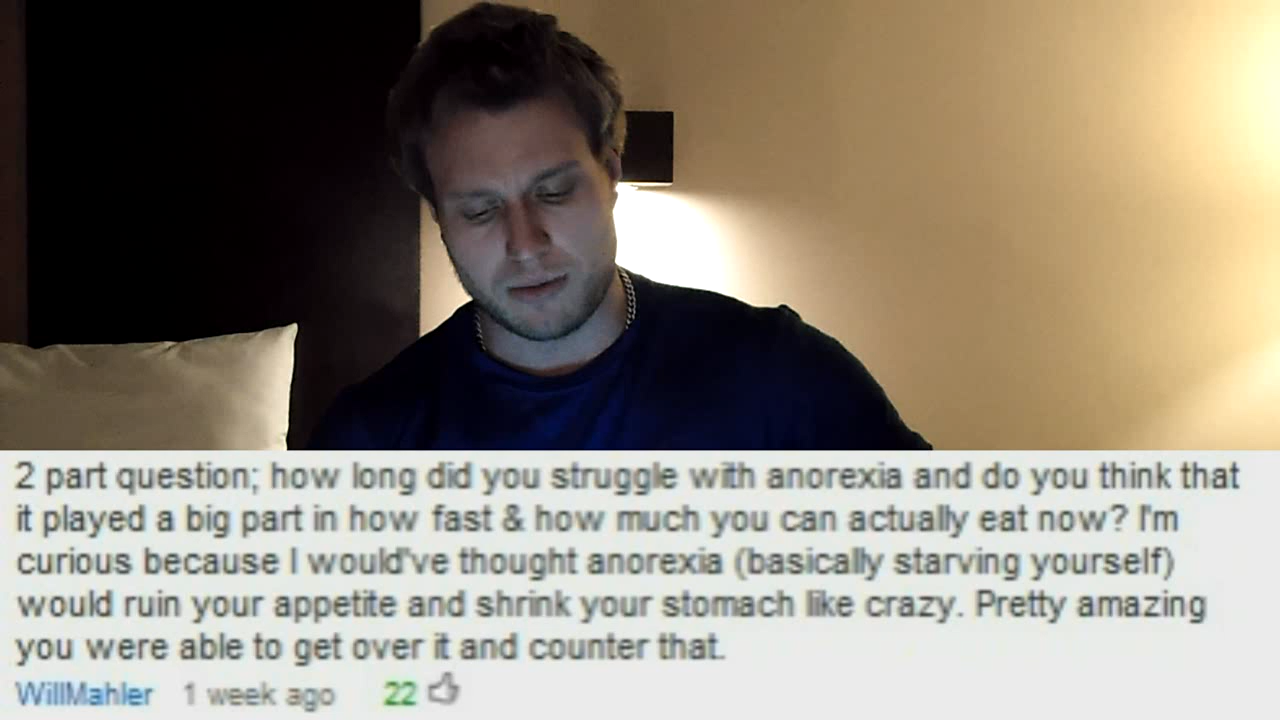 2 part question; how long did you struggle with anorexia and do you think that
it played a big part in how fast & how much you can actually eat now? I'm
curious because I would've thought anorexia (basically starving yourself)
would ruin your appetite and shrink your stomach like crazy. Pretty amazing
you were able to get over it and counter that.
WillMahler 1 week ago 22